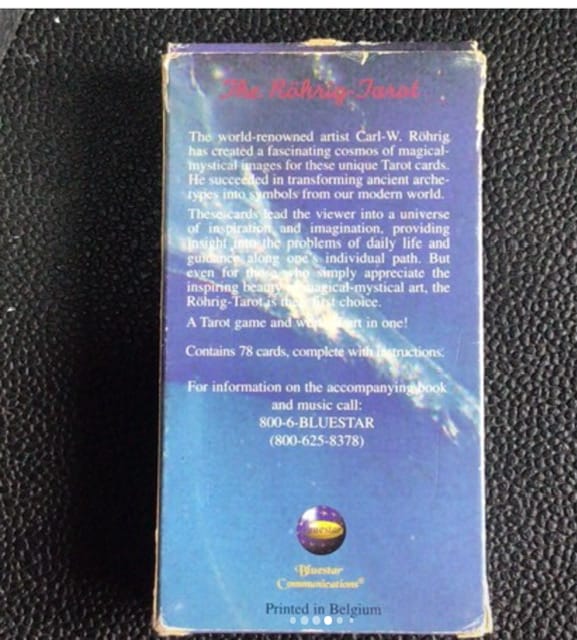 The Röhrig-Tarot
The world-renowned artist Carl-W. Röhrig
has created a fascinating cosmos of magical-
mystical images for these unique Tarot cards.
He succeeded in transforming ancient arche-
types into symbols from our modern world.
These cards lead the viewer into a universe
of inspiration and imagination, providing
insight into the problems of daily life and
guidance along one's individual path. But
even for those who simply appreciate the
inspiring beauty of magical-mystical art, the
Röhrig-Tarot is their first choice.
A Tarot game and work of art in one!
Contains 78 cards, complete with instructions.
For information on the accompanying book
and music call:
800-6-BLUESTAR
(800-625-8378)
Bluestar
Bluestar
Communications®
Printed in Belgium